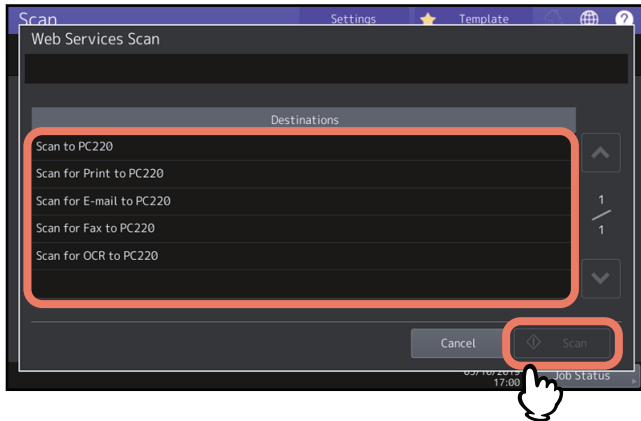 Scan Settings Template ?
Web Services Scan
Destinations
Scan to PC220
Scan for Print to PC220
Scan for E-mail to PC220
Scan for Fax to PC220
Scan for OCR to PC220
1
1
Cancel Scan
Job Status
17:00